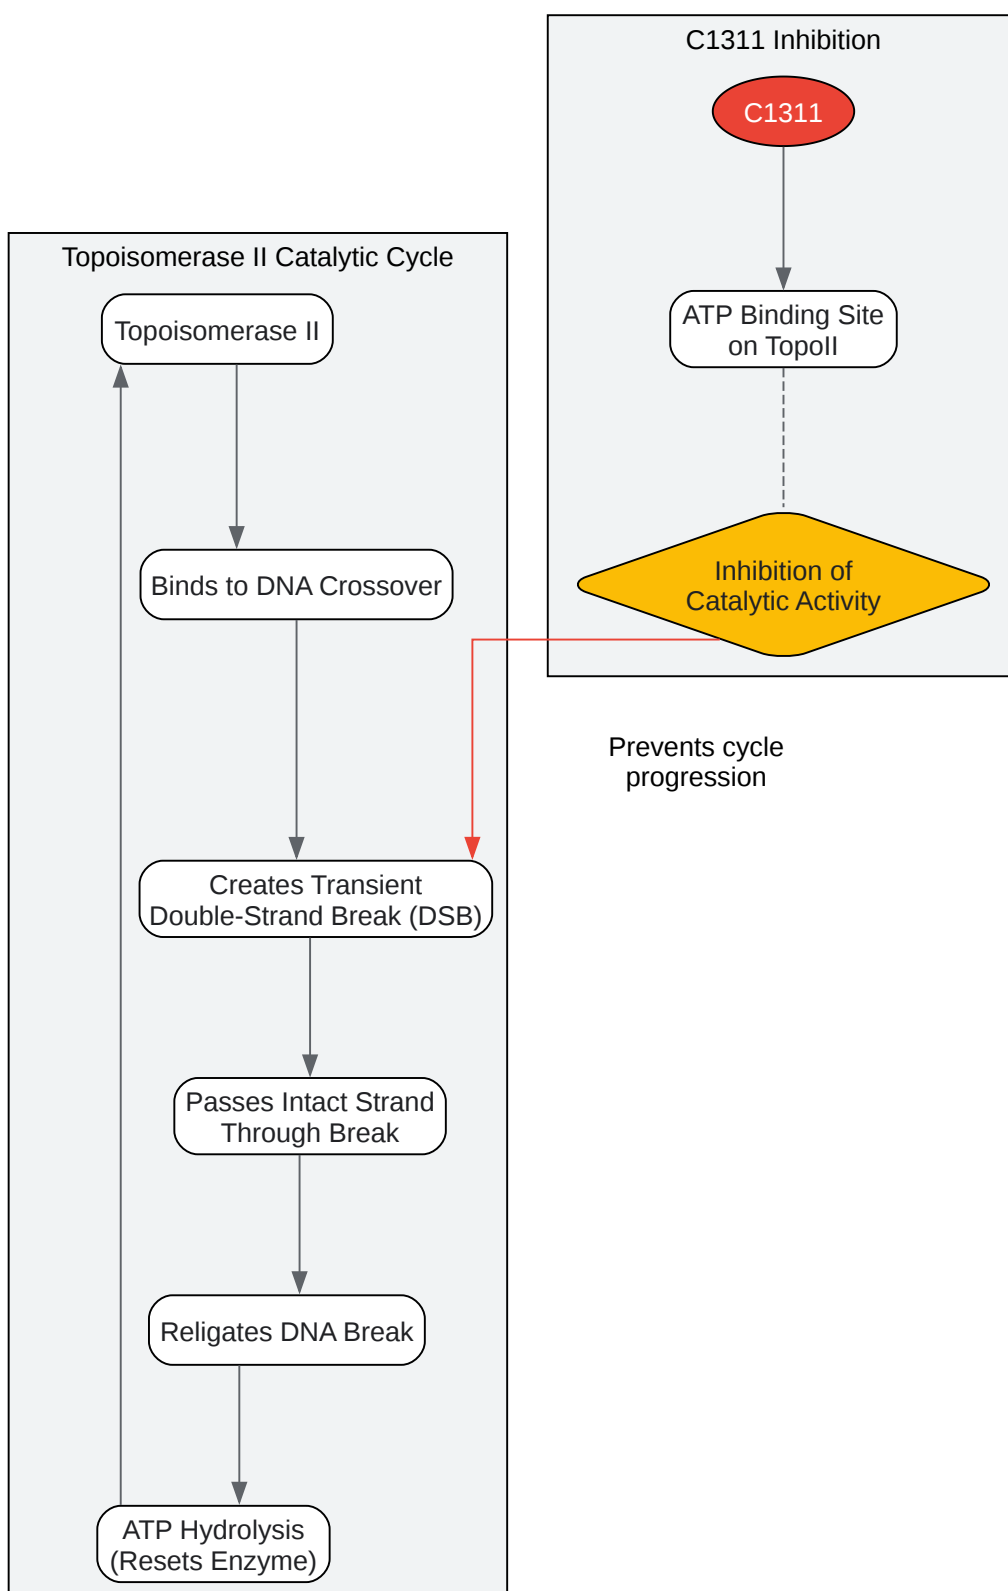 C1311 Inhibition
C1311
ATP Binding Site
on TopoII
Inhibition of
Catalytic Activity
Prevents cycle
progression
Topoisomerase II Catalytic Cycle
Topoisomerase II
Binds to DNA Crossover
Creates Transient
Double-Strand Break (DSB)
Passes Intact Strand
Through Break
Religates DNA Break
ATP Hydrolysis
(Resets Enzyme)